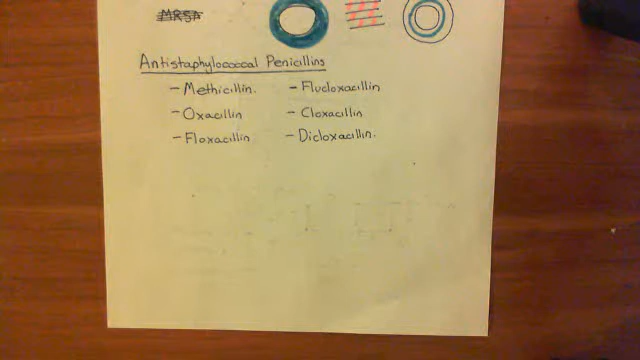 MRSA
Antistaphylococcal Penicillins
- Methicillin. - Flucloxacillin
- Oxacillin - Cloxacillin
- Floxacillin - Dicloxacillin.